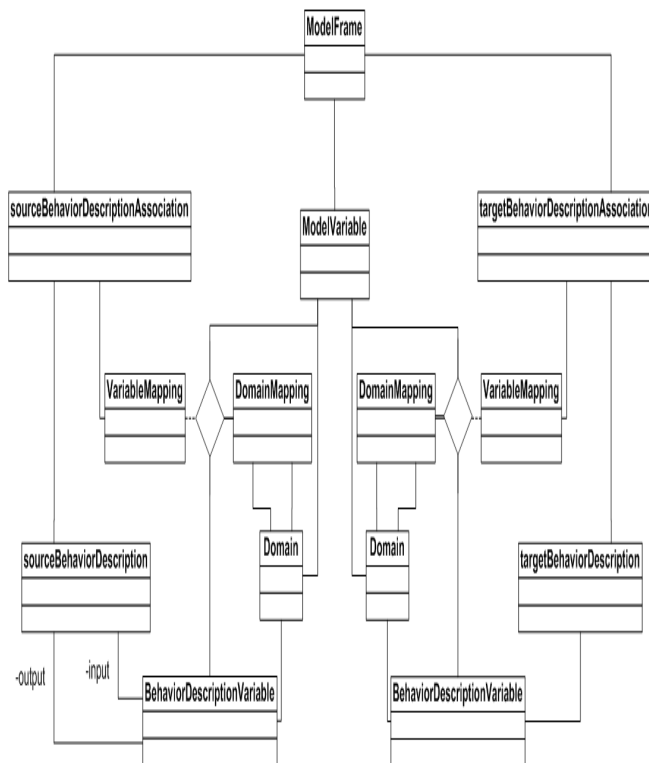 ModelFrame
sourceBehaviorDescriptionAssociation
targetBehaviorDescriptionAssociation
ModelVariable
VariableMapping
DomainMapping
DomainMapping
VariableMapping
sourceBehaviorDescription
Domain
Domain
targetBehaviorDescription
-output
-input
BehaviorDescriptionVariable
BehaviorDescriptionVariable